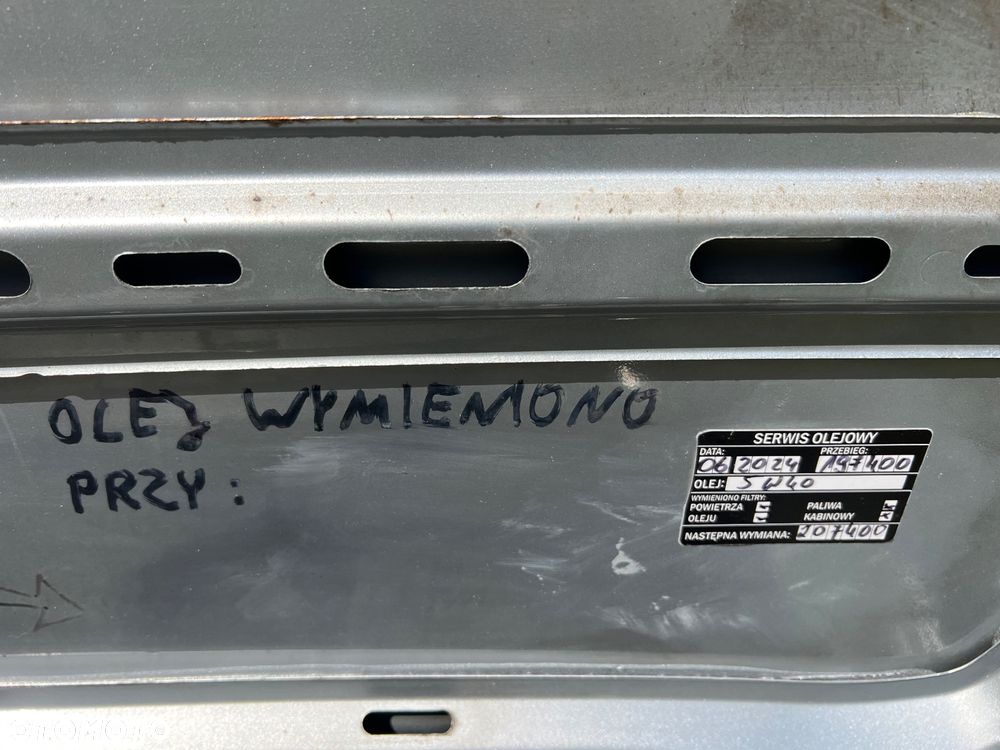 OLEJ WYMIENIONO
PRZY:
SERWIS OLEJOWY
DATA: PRZEBIEG:
06 2024 197400
OLEJ: 5W40
WYMIENIONO FILTRY:
POWIETRZA PALIWA
OLEJU KABINOWY
NASTĘPNA WYMIANA: 207400
OTOMOTO